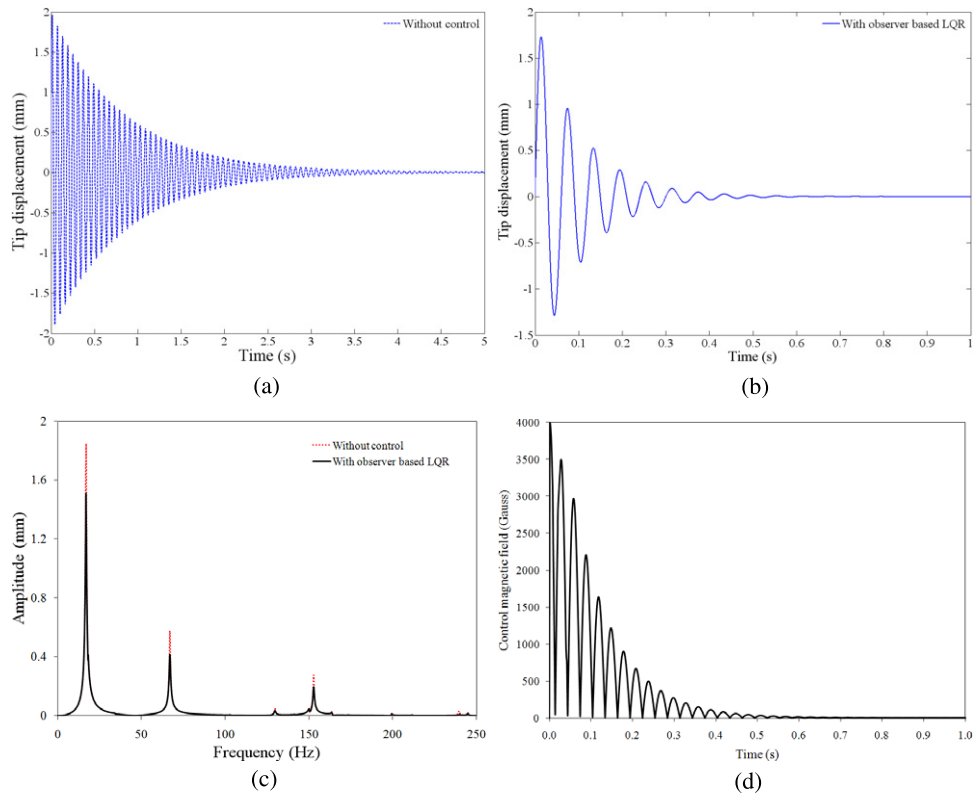 2
1.5
1
0.5
0
-0.5
-1
-1.5
2
Tip displacement (mm)
Without control
0 0.5 1 1.5 2 2.5 3 3.5 4 4.5 5
Time (s)
(a)
2
1.5
1
0.5
0
-0.5
-1
-1.5
Tip displacement (mm)
With observer based LQR
0 0.1 0.2 0.3 0.4 0.5 0.6 0.7 0.8 0.9 1
Time (s)
(b)
2
1.6
1.2
0.8
0.4
0
Amplitude (mm)
Without control
With observer based LQR
0 50 100 150 200 250
Frequency (Hz)
(c)
4000
3500
3000
2500
2000
1500
1000
500
0
Control magnetic field (Gauss)
0.0 0.1 0.2 0.3 0.4 0.5 0.6 0.7 0.8 0.9 1.0
Time (s)
(d)